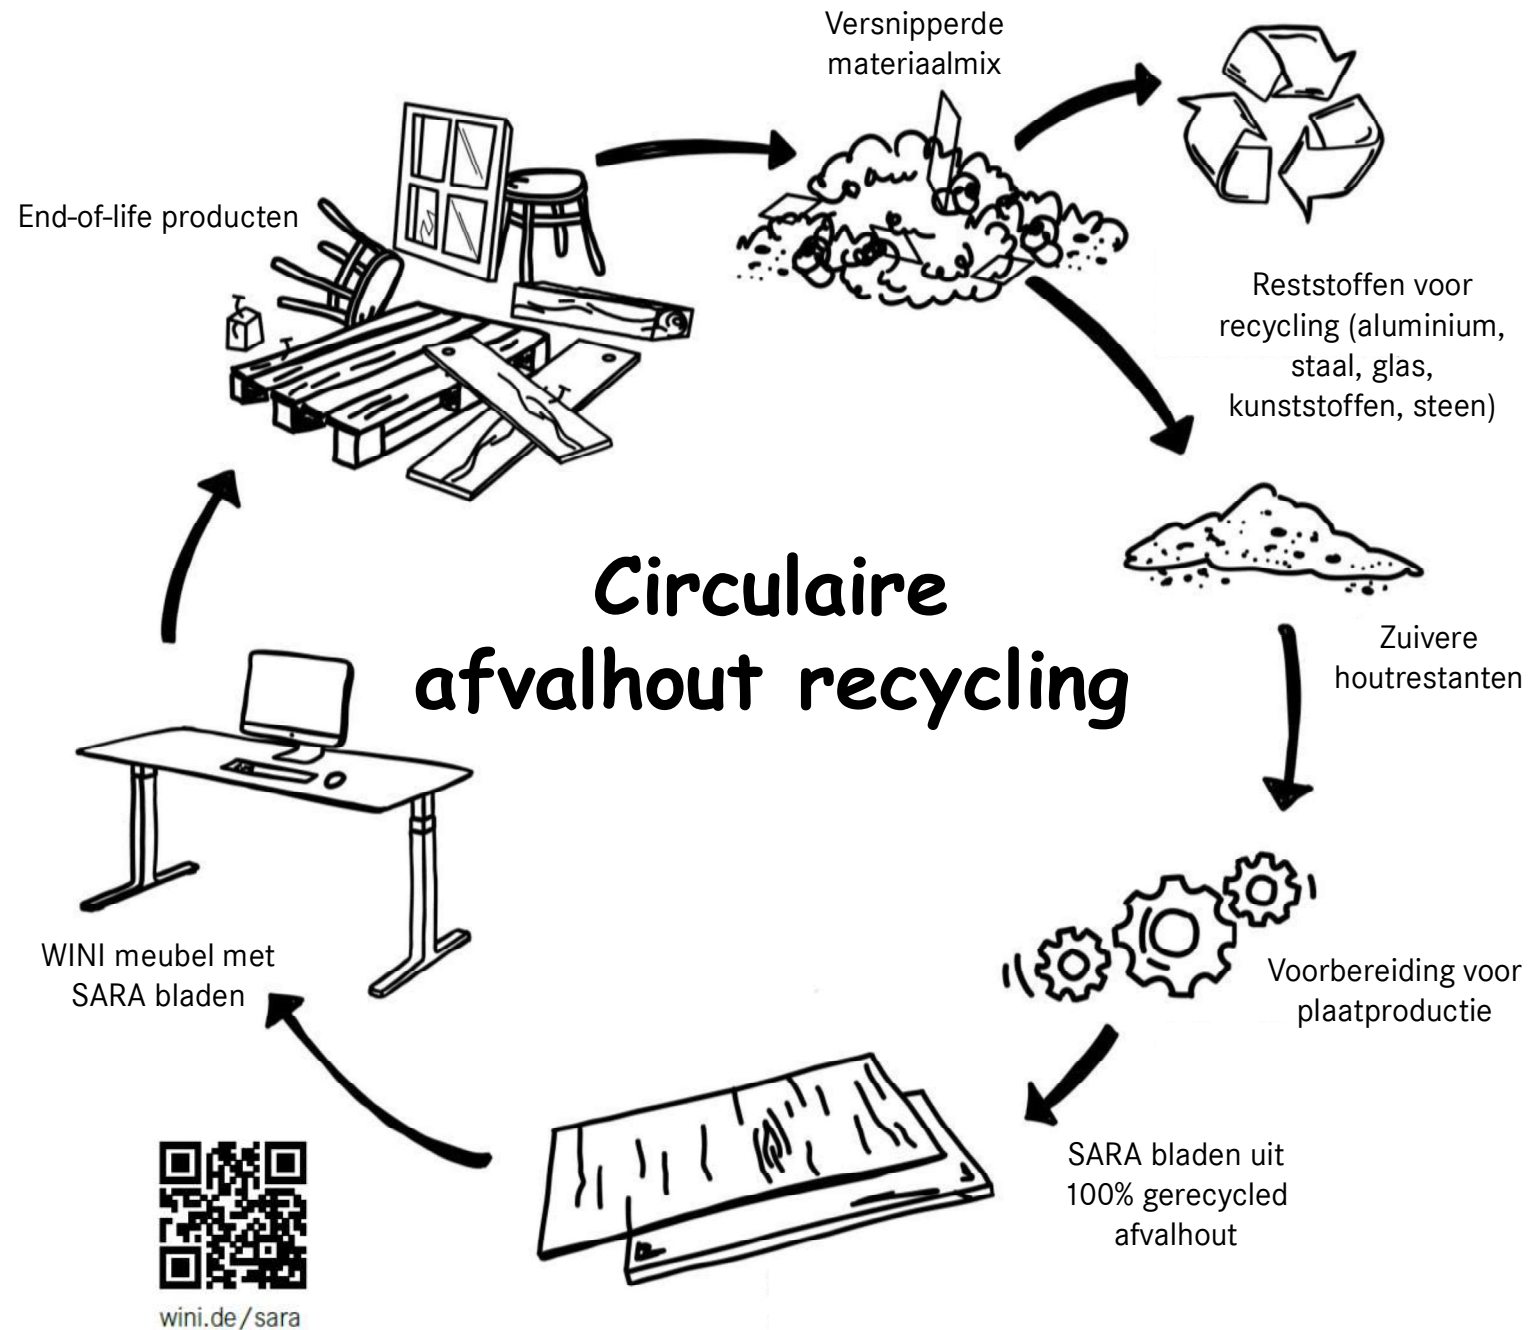 Versnipperde
materiaalmix
End-of-life producten
Reststoffen voor
recycling (aluminium,
staal, glas,
kunststoffen, steen)
Circulaire
afvalhout recycling
Zuivere
houtrestanten
WINI meubel met
SARA bladen
Voorbereiding voor
plaatproductie
SARA bladen uit
100% gerecycled
afvalhout
wini.de/sara